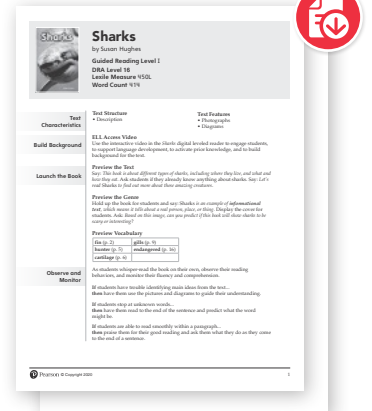 Sharks
Sharks
by Susan Hughes
Guided Reading Level I
DRA Level 18
Lexile Measure 450L
Word Count 414
Text
Characteristics
Text Structure
• Description
Text Features
• Photographs
• Diagrams
Build Background
ELL Access Video
Use the interactive video in the Sharks digital leveled reader to engage students,
to support language development, to activate prior knowledge, and to build
background for the text.
Launch the Book
Preview the Text
Say: This book is about different types of sharks, including where they live, and what and
how they eat. Ask students if they already know anything about sharks. Say: Let's
read Sharks to find out more about these amazing creatures.
Preview the Genre
Hold up the book for students and say: Sharks is an example of informational
text, which means it tells about a real person, place, or thing. Display the cover for
students. Ask: Based on this image, can you predict if this book will show sharks to be
scary or interesting?
Preview Vocabulary
fin (p. 2) gills (p. 9)
hunter (p. 5) endangered (p. 16)
cartilage (p. 6)
Observe and
Monitor
As students whisper-read the book on their own, observe their reading
behaviors, and monitor their fluency and comprehension.
If students have trouble identifying main ideas from the text...
then have them use the pictures and diagrams to guide their understanding.
If students stop at unknown words...
then have them read to the end of the sentence and predict what the word
might be.
If students are able to read smoothly within a paragraph...
then praise them for their good reading and ask them what they do as they come
to the end of a sentence.
Pearson © Copyright 2005
1